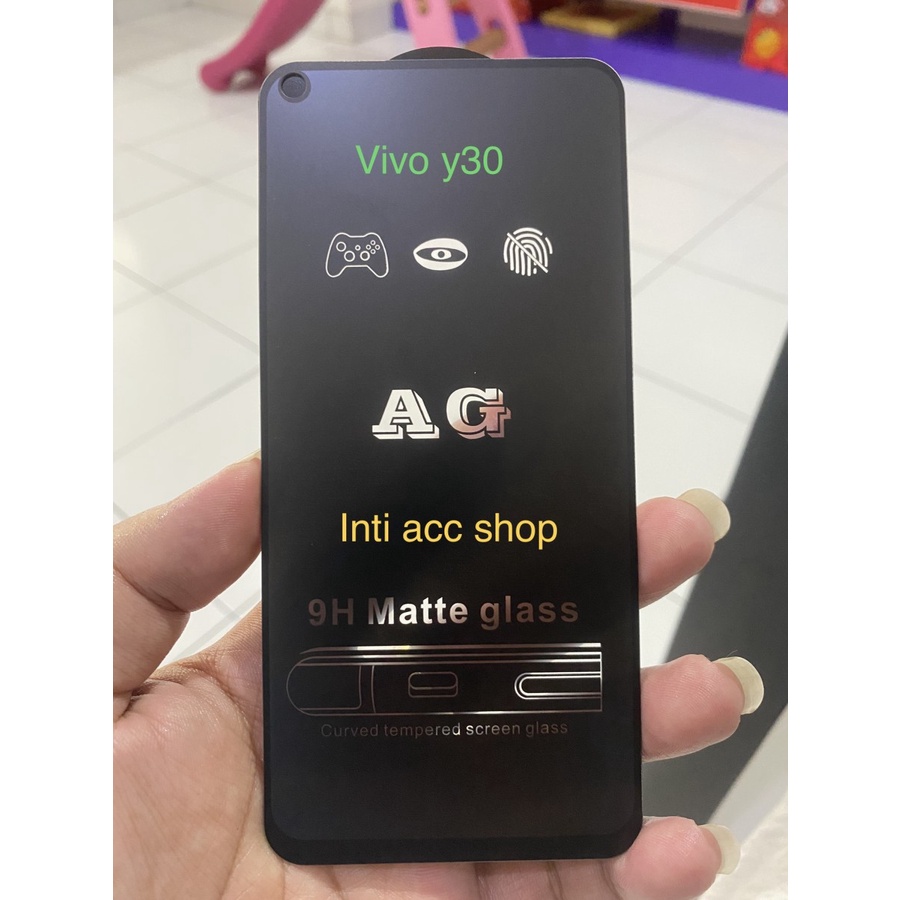 Vivo y30
AG
Inti acc shop
9H Matte glass
Curved tempered screen glass